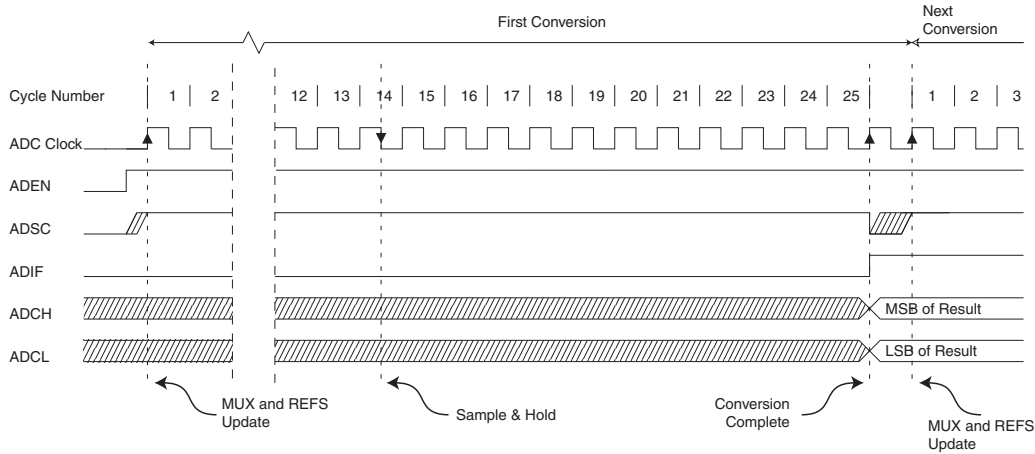 First Conversion
Next
Conversion
Cycle Number 1 2 12 13 14 15 16 17 18 19 20 21 22 23 24 25 1 2 3
ADC Clock
ADEN
ADSC
ADIF
ADCH
MSB of Result
ADCL
LSB of Result
MUX and REFS
Update
Sample & Hold
Conversion
Complete
MUX and REFS
Update